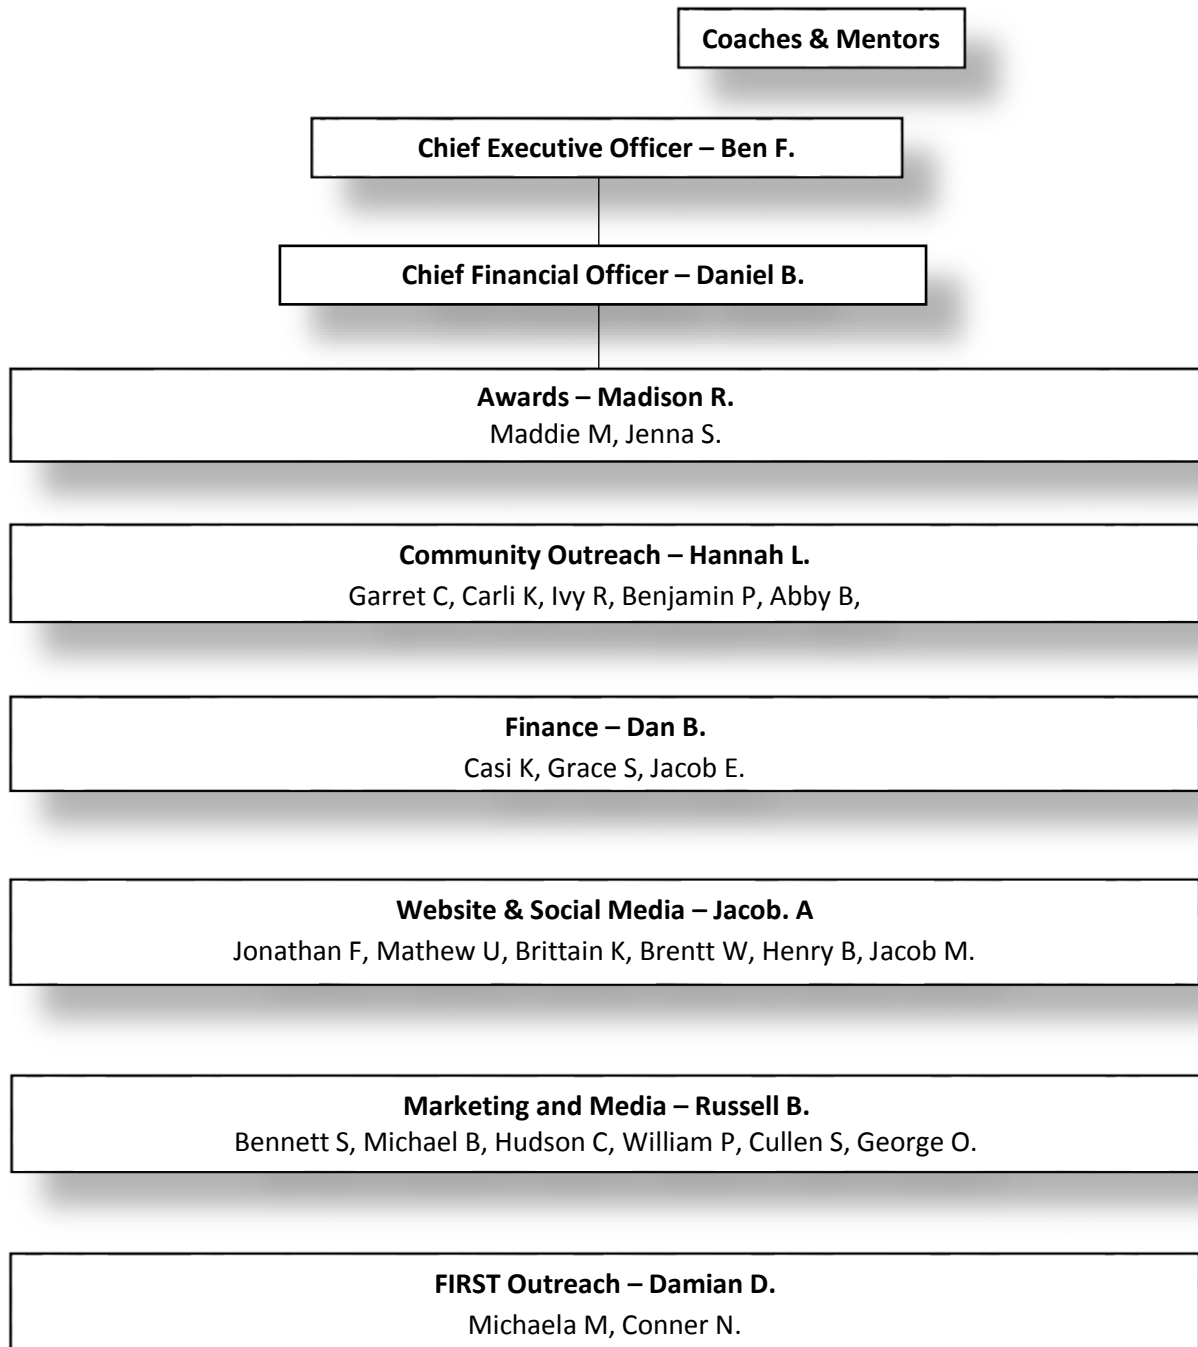 Coaches & Mentors
Chief Executive Officer – Ben F.
Chief Financial Officer – Daniel B.
Awards – Madison R.
Maddie M, Jenna S.
Community Outreach – Hannah L.
Garret C, Carli K, Ivy R, Benjamin P, Abby B,
Finance – Dan B.
Casi K, Grace S, Jacob E.
Website & Social Media – Jacob. A
Jonathan F, Mathew U, Brittain K, Brentt W, Henry B, Jacob M.
Marketing and Media – Russell B.
Bennett S, Michael B, Hudson C, William P, Cullen S, George O.
FIRST Outreach – Damian D.
Michaela M, Conner N.